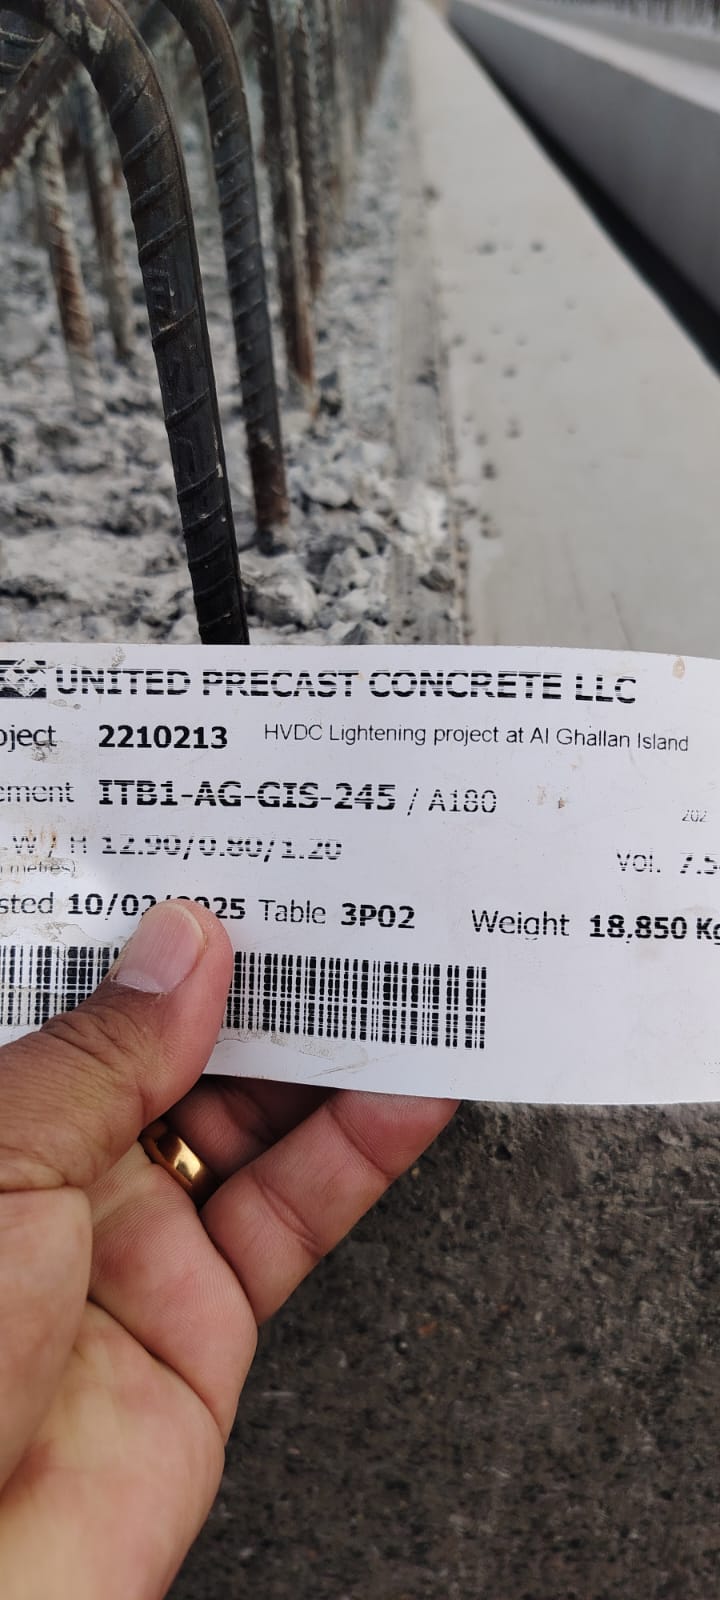 UNITED PRECAST CONCRETE LLC
oject 2210213 HVDC Lightening project at Al Ghallan Island
ement ITB1-AG-GIS-245 / A180
202
W / H 12.90/0.80/1.20 Vol. 7.5
metres)
sted 10/02/2025 Table 3P02 Weight 18,850 Kg